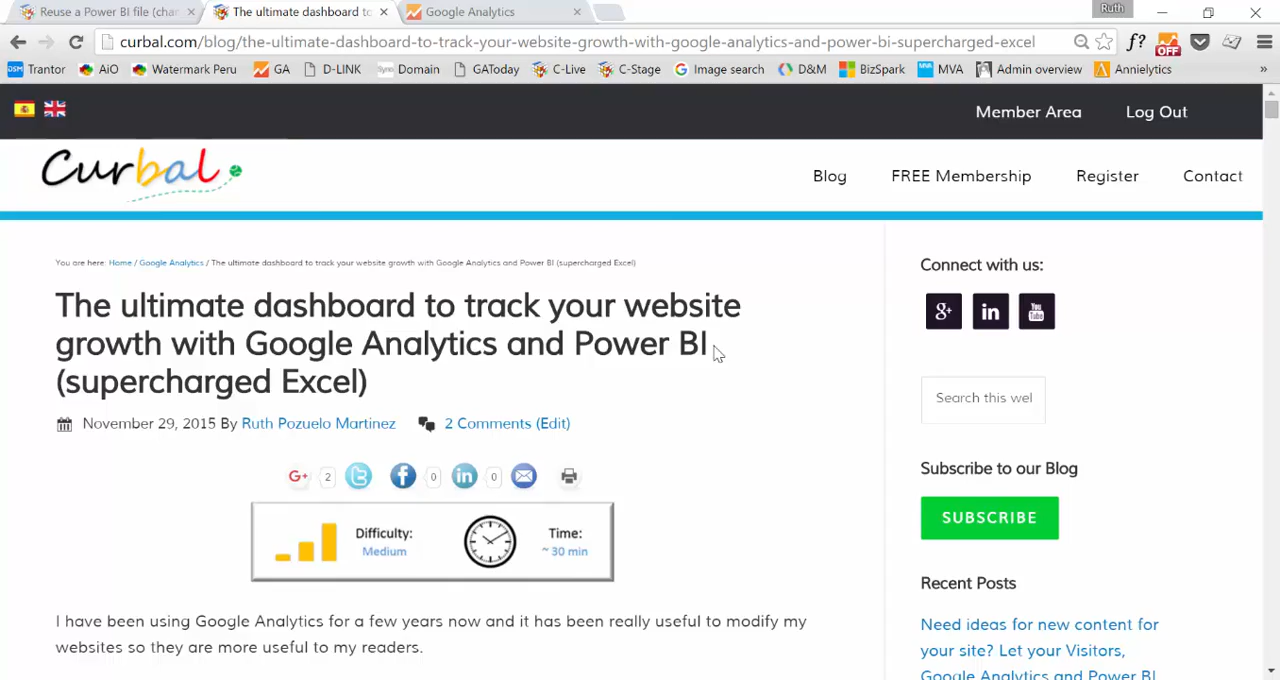 Reuse a Power BI file (char
The ultimate dashboard to
Google Analytics
Ruth
curbal.com/blog/the-ultimate-dashboard-to-track-your-website-growth-with-google-analytics-and-power-bi-supercharged-excel
f?
OFF
DSM Trantor
AiO
Watermark Peru
GA
D-LINK
Domain
GAToday
C-Live
C-Stage
Image search
D&M
BizSpark
MVA MVA
Admin overview
Annielytics
»
Member Area
Log Out
Curbal
Blog
FREE Membership
Register
Contact
You are here: Home / Google Analytics / The ultimate dashboard to track your website growth with Google Analytics and Power BI (supercharged Excel)
The ultimate dashboard to track your website
growth with Google Analytics and Power BI
(supercharged Excel)
November 29, 2015 By Ruth Pozuelo Martinez 2 Comments (Edit)
G+ 2 0 in 0
Difficulty:
Medium
Time:
~ 30 min
I have been using Google Analytics for a few years now and it has been really useful to modify my
websites so they are more useful to my readers.
Connect with us:
g+ in You Tube
Search this wel
Subscribe to our Blog
SUBSCRIBE
Recent Posts
Need ideas for new content for
your site? Let your Visitors,
Google Analytics and Power BI